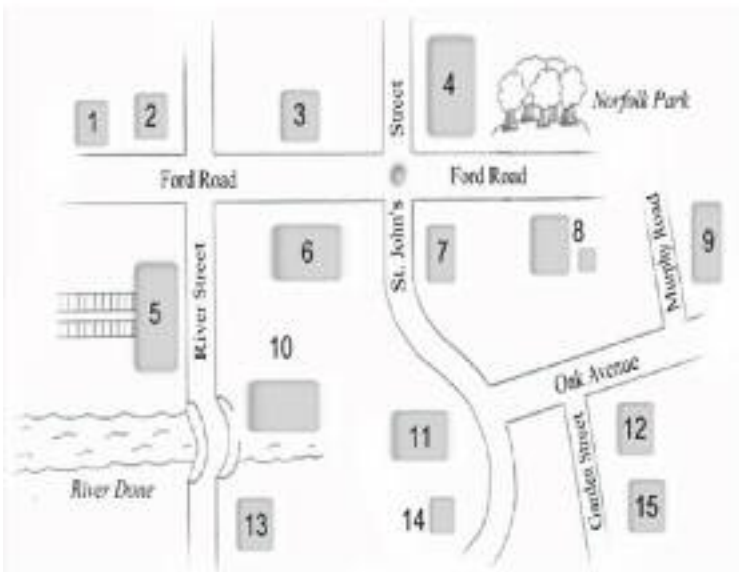 4
Norfolk Park
1
2
3
Street
Ford Road
Ford Road
St. John's
Murphy Road
9
8
7
6
River Street
5
10
Oak Avenue
11
12
Garden Street
River Done
13
14
15